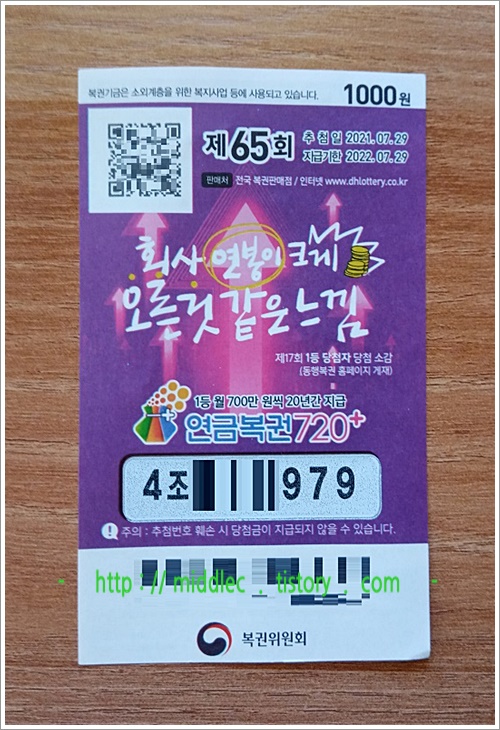 복권기금은 소외계층을 위한 복지사업 등에 사용되고 있습니다. 1000원
제65회 추첨일 2021. 07. 29
지급기한 2022. 07. 29
판매처 전국 복권판매점 / 인터넷 www.dhlottery.co.kr
회사 연봉이 크게
오른것 같은 느낌
제17회 1등 당첨자 당첨 소감
(동행복권 홈페이지 게재)
1등 월 700만 원씩 20년간 지급
연금복권720+
4조 979
! 주의 : 추첨번호 훼손 시 당첨금이 지급되지 않을 수 있습니다.
- http://middlec.tistory.com -
복권위원회